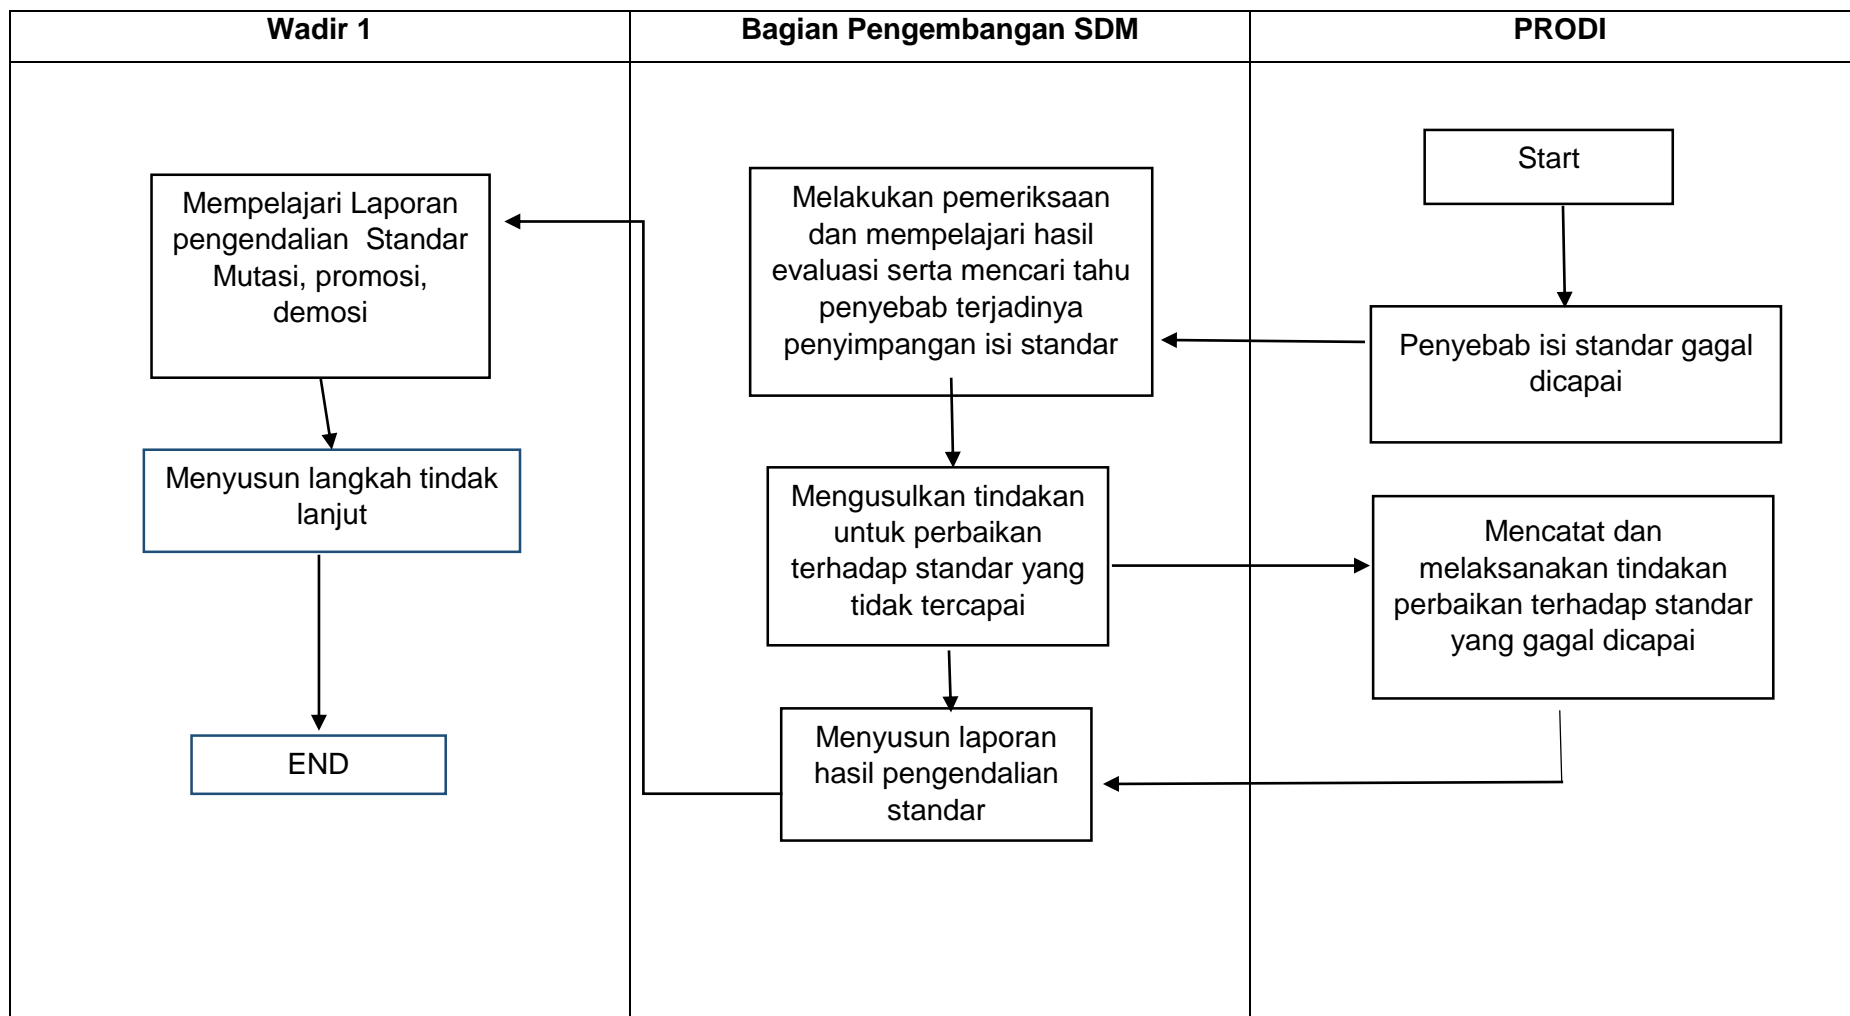 Wadir 1
Bagian Pengembangan SDM
PRODI
Mempelajari Laporan
pengendalian  Standar
Mutasi, promosi,
demosi
Menyusun langkah tindak
lanjut
END
Melakukan pemeriksaan
dan mempelajari hasil
evaluasi serta mencari tahu
penyebab terjadinya
penyimpangan isi standar
Mengusulkan tindakan
untuk perbaikan
terhadap standar yang
tidak tercapai
Menyusun laporan
hasil pengendalian
standar
Start
Penyebab isi standar gagal
dicapai
Mencatat dan
melaksanakan tindakan
perbaikan terhadap standar
yang gagal dicapai